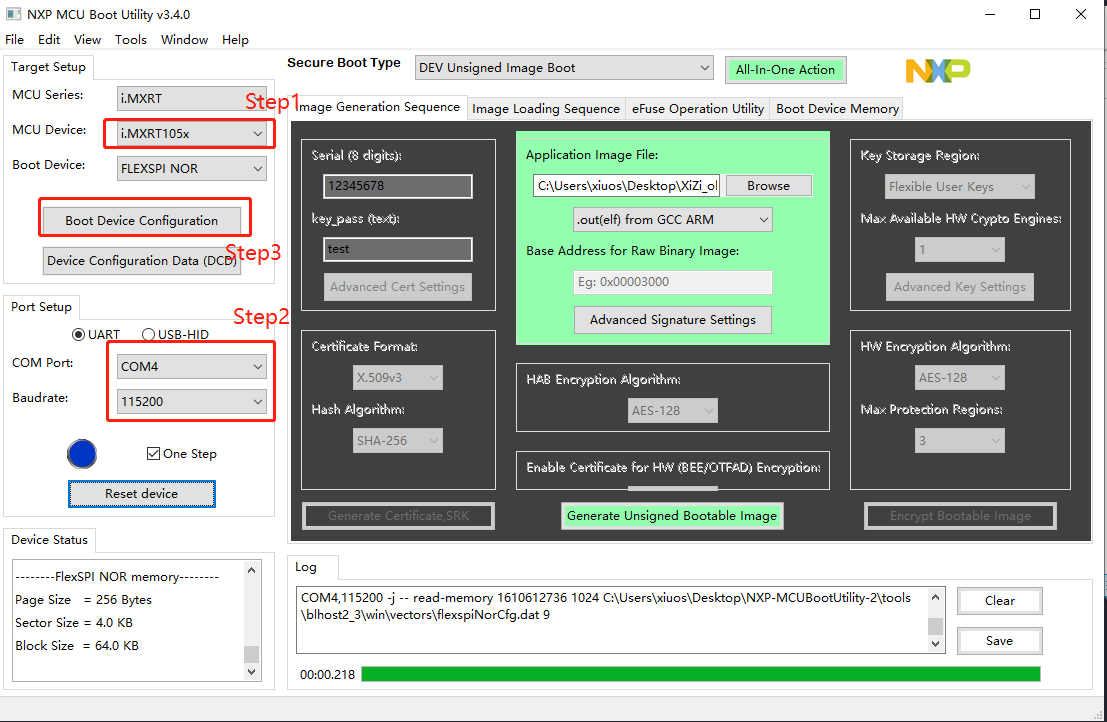 NXP MCU Boot Utility v3.4.0
File Edit View Tools Window Help
Target Setup
MCU Series: i.MXRT
Step1
MCU Device: i.MXRT105x
Boot Device: FLEXSPI NOR
Boot Device Configuration
Step3
Device Configuration Data (DCD)
Port Setup
Step2
UART USB-HID
COM Port: COM4
Baudrate: 115200
One Step
Reset device
Device Status
--------FlexSPI NOR memory--------
Page Size = 256 Bytes
Sector Size = 4.0 KB
Block Size = 64.0 KB
Secure Boot Type DEV Unsigned Image Boot All-In-One Action NXP
Image Generation Sequence Image Loading Sequence eFuse Operation Utility Boot Device Memory
Serial (8 digits):
12345678
key_pass (text):
test
Advanced Cert Settings
Certificate Format:
X.509v3
Hash Algorithm:
SHA-256
Generate Certificate,SRK
Application Image File:
C:\Users\xiuos\Desktop\XiZi_ol Browse
.out(elf) from GCC ARM
Base Address for Raw Binary Image:
Eg: 0x00003000
Advanced Signature Settings
HAB Encryption Algorithm:
AES-128
Enable Certificate for HW (BEE/OTFAD) Encryption:
Generate Unsigned Bootable Image
Key Storage Region:
Flexible User Keys
Max Available HW Crypto Engines:
1
Advanced Key Settings
HW Encryption Algorithm:
AES-128
Max Protection Regions:
3
Encrypt Bootable Image
Log
COM4,115200 -j -- read-memory 1610612736 1024 C:\Users\xiuos\Desktop\NXP-MCUBootUtility-2\tools
\blhost2_3\win\vectors\flexspiNorCfg.dat 9
Clear
Save
00:00.218